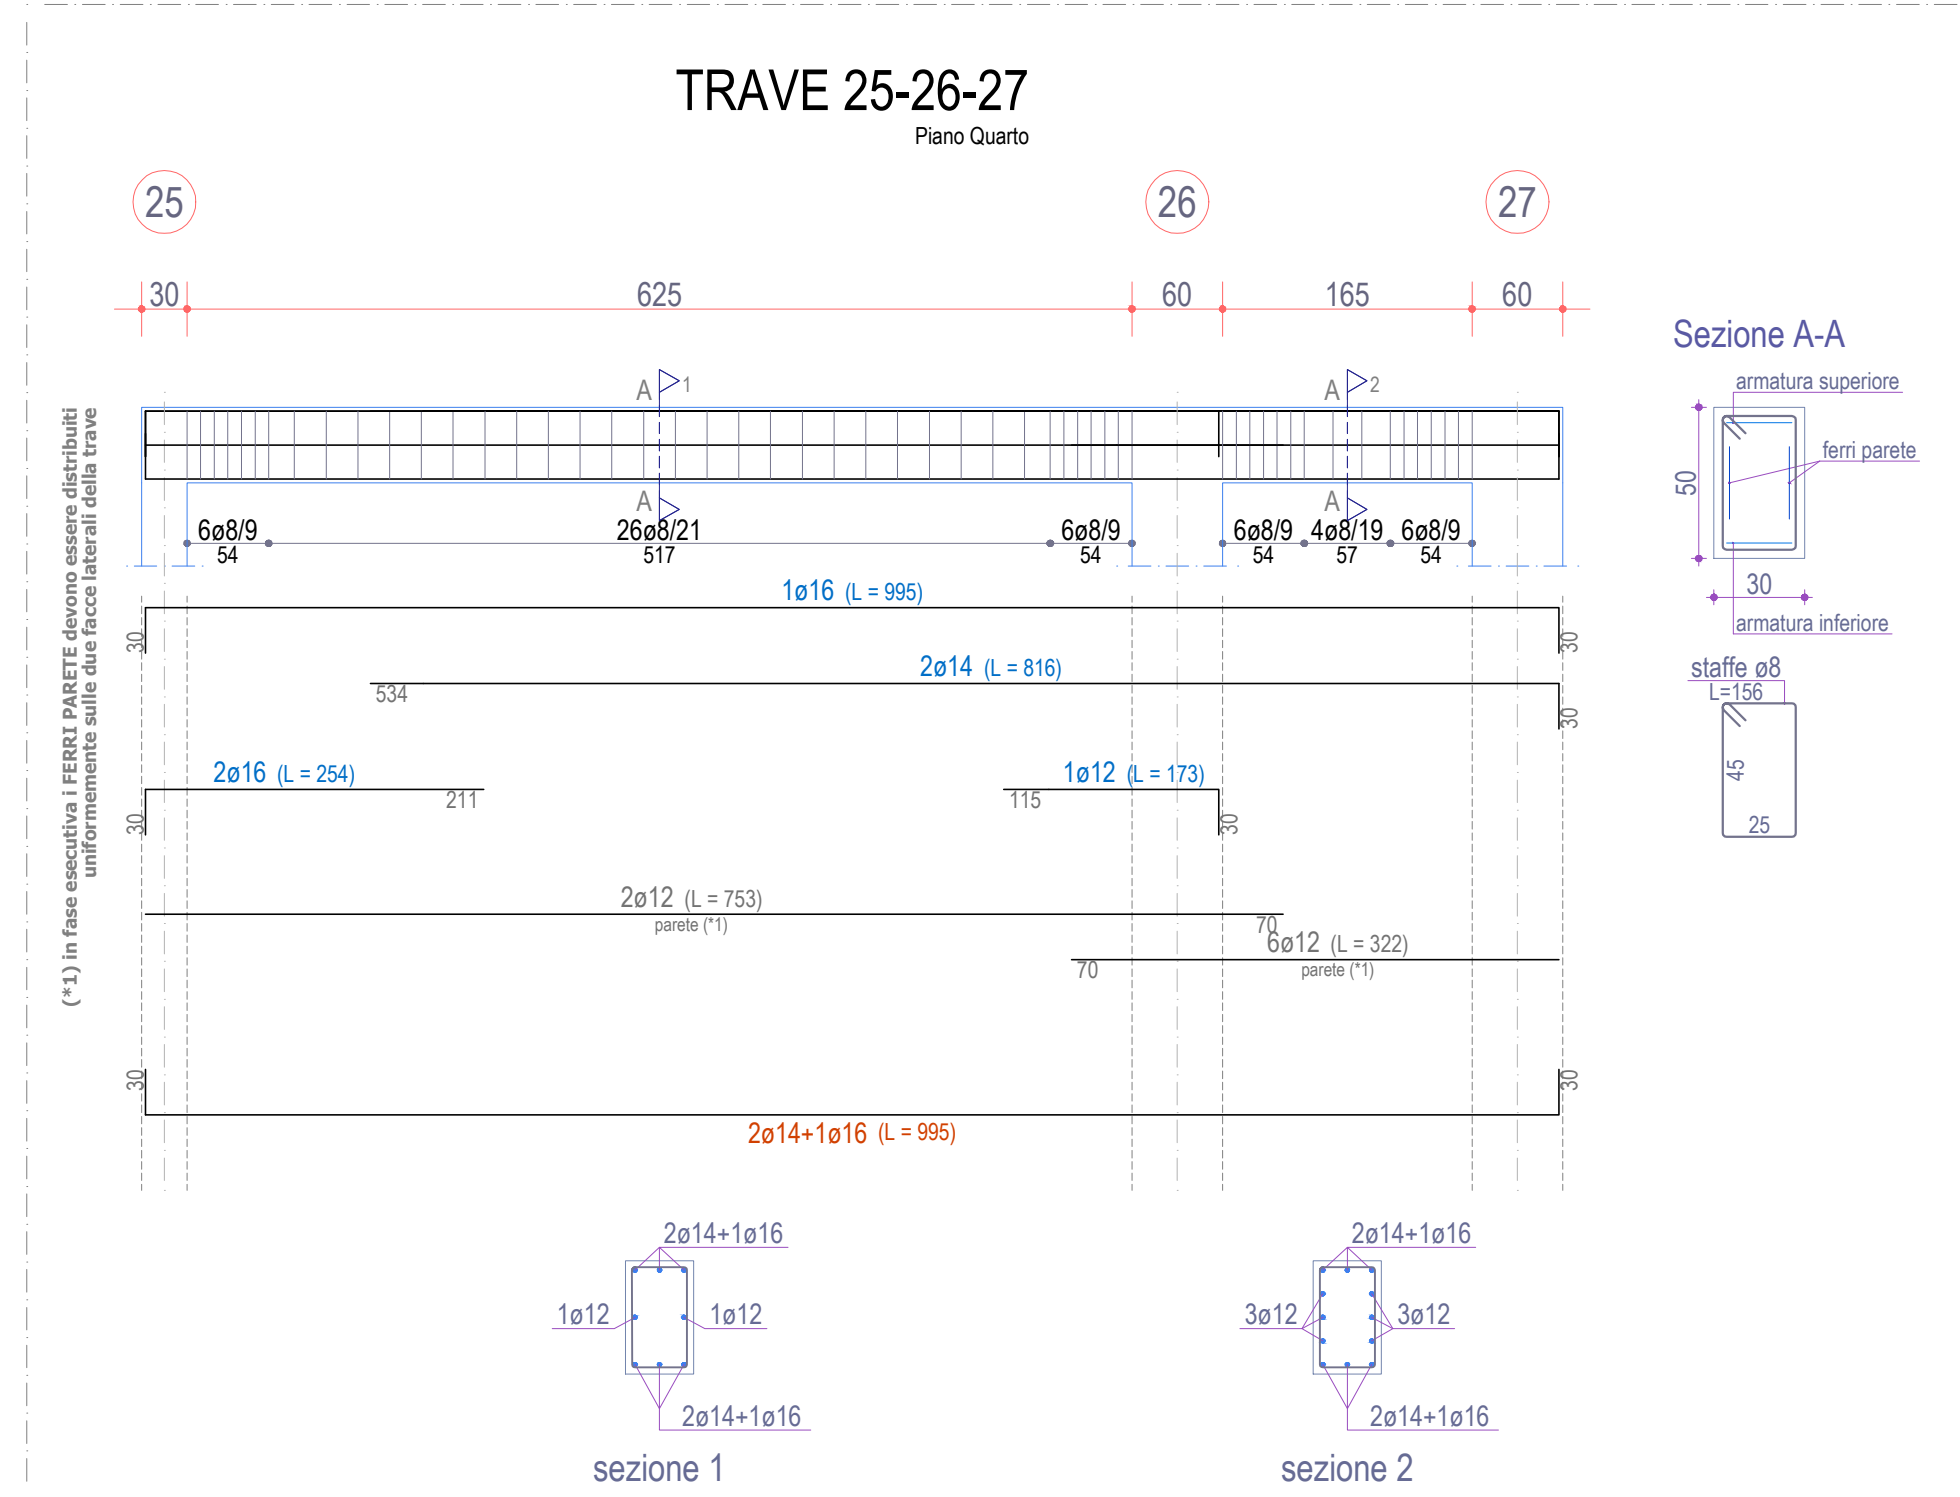 TRAVE 25-26-27
Piano Quarto
25
26
27
30
625
60
165
60
A
1
A
2
A
A
6ø8/9
54
26ø8/21
517
6ø8/9
54
6ø8/9
54
4ø8/19
57
6ø8/9
54
(*1) in fase esecutiva i FERRI PARETE devono essere distribuiti
uniformemente sulle due facce laterali della trave
1ø16 (L = 995)
30
30
2ø14 (L = 816)
534
30
2ø16 (L = 254)
211
30
1ø12 (L = 173)
115
30
2ø12 (L = 753)
parete (*1)
70
6ø12 (L = 322)
70
parete (*1)
30
30
2ø14+1ø16 (L = 995)
Sezione A-A
armatura superiore
ferri parete
50
30
armatura inferiore
staffe ø8
L=156
45
25
2ø14+1ø16
1ø12
1ø12
2ø14+1ø16
sezione 1
2ø14+1ø16
3ø12
3ø12
2ø14+1ø16
sezione 2